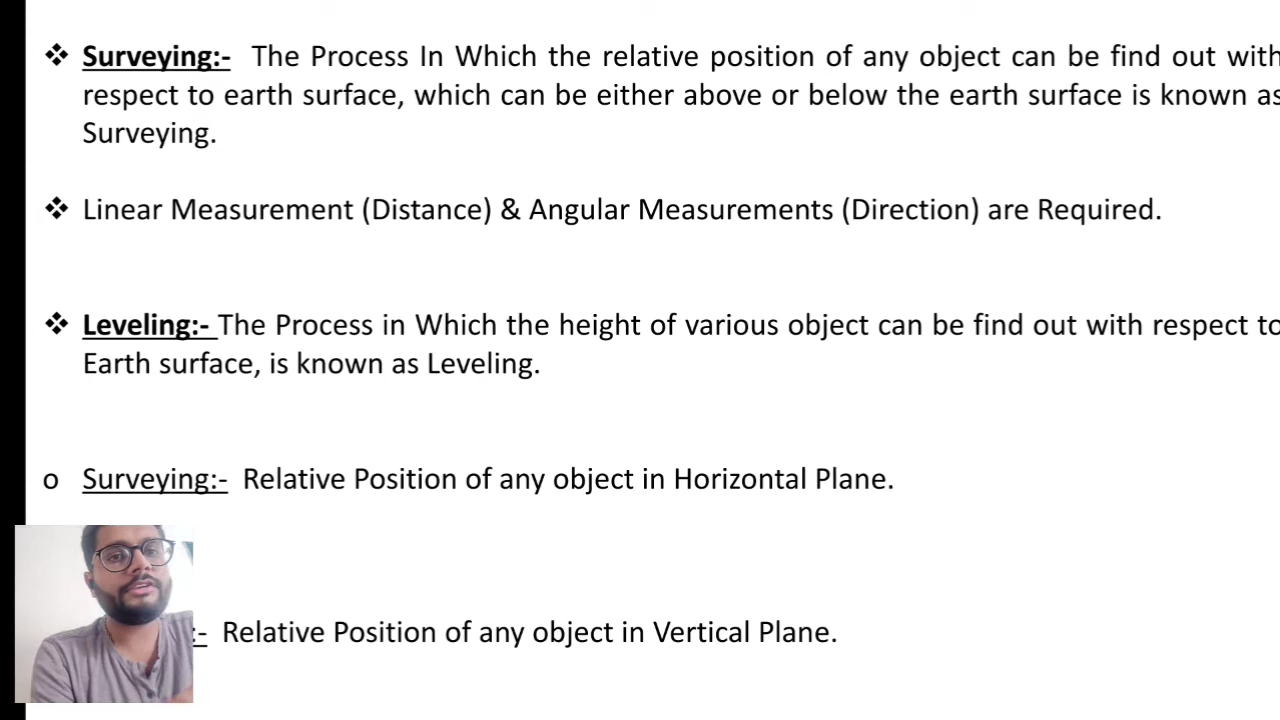 ❖ Surveying:- The Process In Which the relative position of any object can be find out with
respect to earth surface, which can be either above or below the earth surface is known as
Surveying.
❖ Linear Measurement (Distance) & Angular Measurements (Direction) are Required.
❖ Leveling:- The Process in Which the height of various object can be find out with respect to
Earth surface, is known as Leveling.
o Surveying:- Relative Position of any object in Horizontal Plane.
:- Relative Position of any object in Vertical Plane.